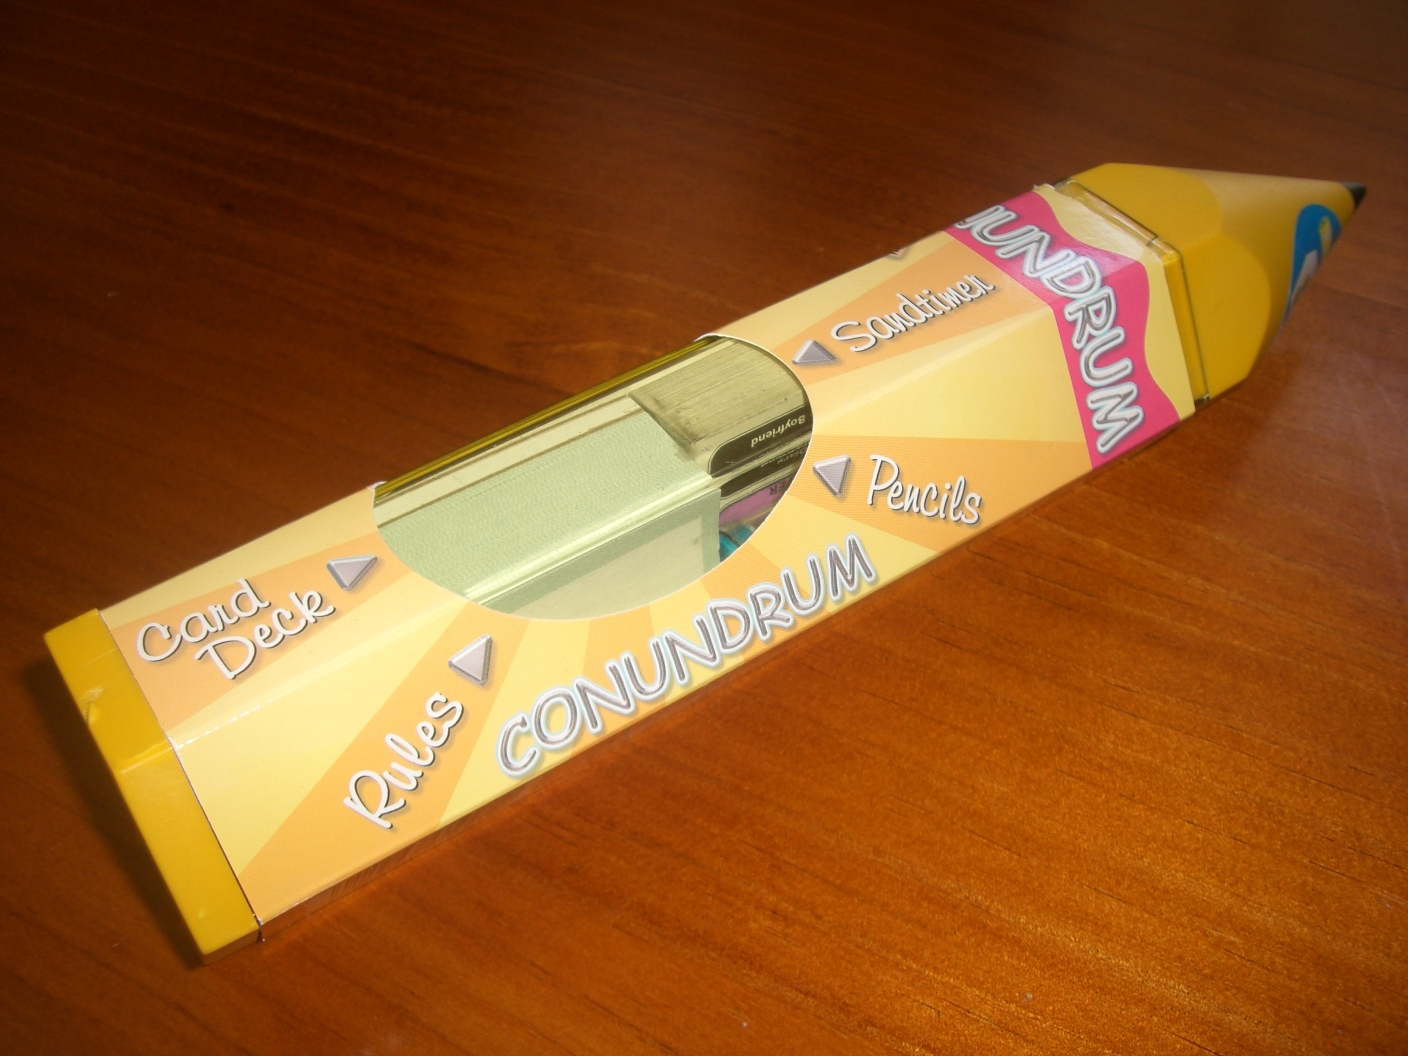 Card
Deck
Rules
CONUNDRUM
Sandtimer
Pencils
UNDRUM
Boyfriend